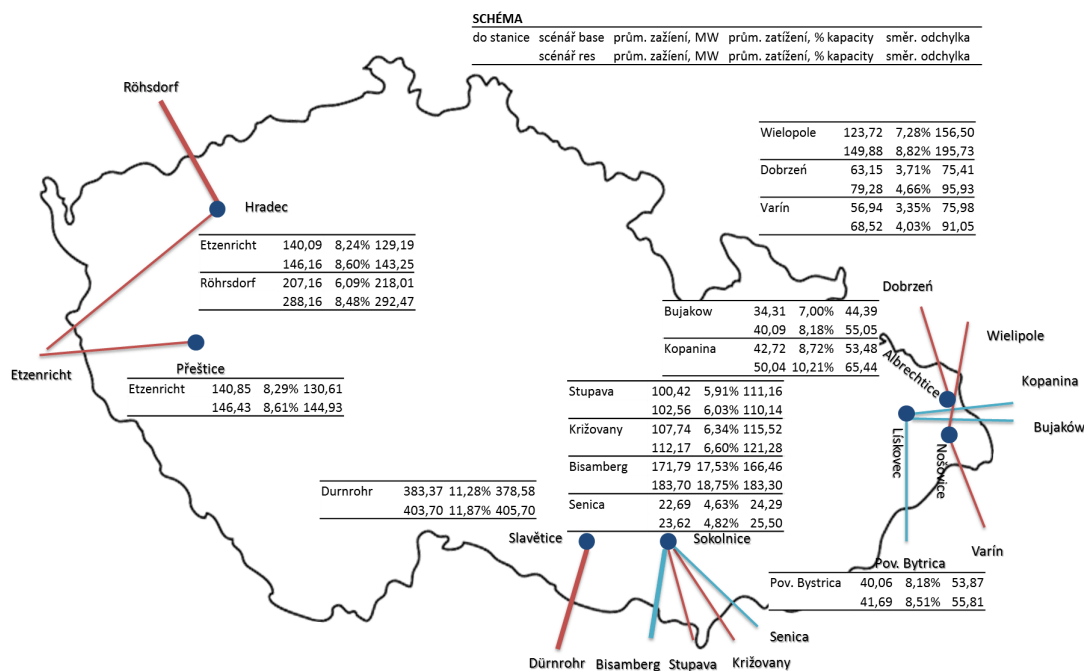 SCHÉMA
do stanice scénář base prům. zažíení, MW prům. zatížení, % kapacity směr. odchylka
scénář res prům. zažíení, MW prům. zatížení, % kapacity směr. odchylka
Röhsdorf
Wielopole 123,72 7,28% 156,50
149,88 8,82% 195,73
Dobrzeń 63,15 3,71% 75,41
79,28 4,66% 95,93
Varín 56,94 3,35% 75,98
68,52 4,03% 91,05
Hradec
Etzenricht 140,09 8,24% 129,19
146,16 8,60% 143,25
Röhrsdorf 207,16 6,09% 218,01
288,16 8,48% 292,47
Dobrzeń
Bujakow 34,31 7,00% 44,39
40,09 8,18% 55,05
Kopanina 42,72 8,72% 53,48
50,04 10,21% 65,44
Wielipole
Albrechtice
Kopanina
Bujaków
Lískovec
Nošovice
Etzenricht
Přeštice
Etzenricht 140,85 8,29% 130,61
146,43 8,61% 144,93
Stupava 100,42 5,91% 111,16
102,56 6,03% 110,14
Križovany 107,74 6,34% 115,52
112,17 6,60% 121,28
Bisamberg 171,79 17,53% 166,46
183,70 18,75% 183,30
Senica 22,69 4,63% 24,29
23,62 4,82% 25,50
Durnrohr 383,37 11,28% 378,58
403,70 11,87% 405,70
Slavětice
Sokolnice
Varín
Pov. Bytrica
Pov. Bystrica 40,06 8,18% 53,87
41,69 8,51% 55,81
Senica
Dürnrohr
Bisamberg
Stupava
Križovany